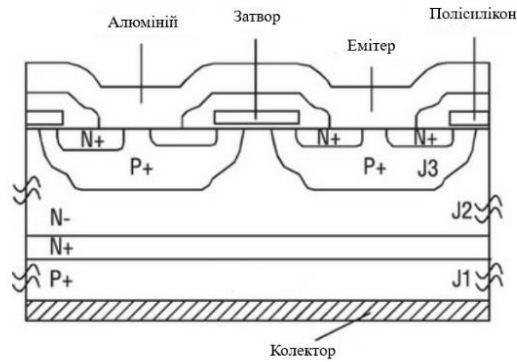 Алюміній
Затвор
Емітер
Полісилікон
N+
N+
N+
P+
P+
J3
N-
J2
N+
P+
J1
Колектор